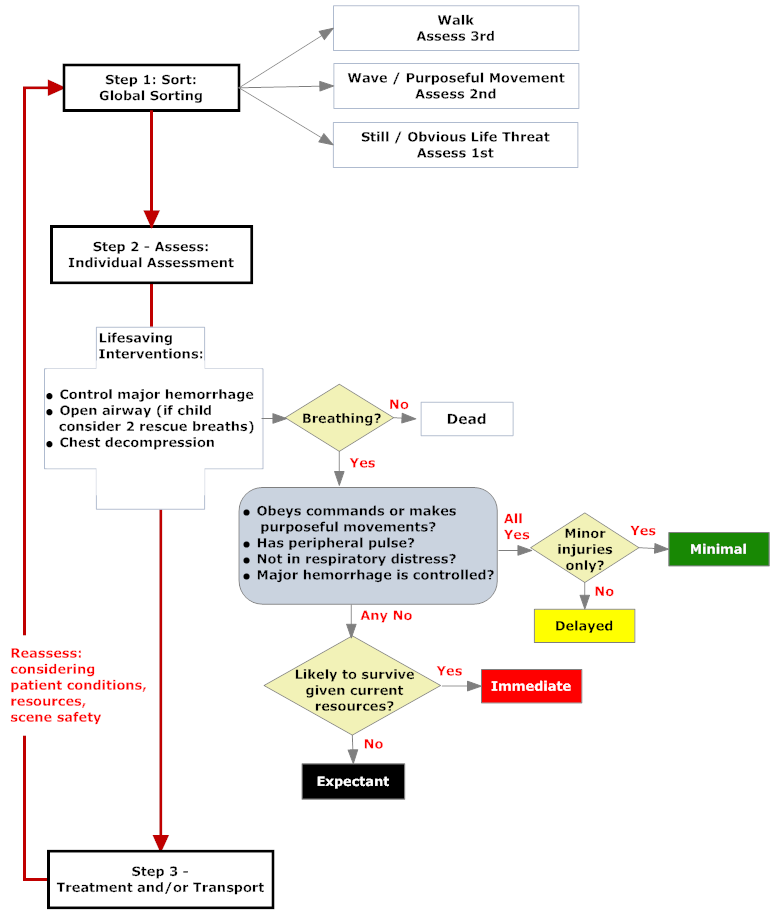 Walk
Assess 3rd
Step 1: Sort:
Global Sorting
Wave / Purposeful Movement
Assess 2nd
Still / Obvious Life Threat
Assess 1st
Step 2 - Assess:
Individual Assessment
Lifesaving
Interventions:
● Control major hemorrhage
● Open airway (if child
consider 2 rescue breaths)
● Chest decompression
Breathing?
No
Dead
Yes
● Obeys commands or makes
purposeful movements?
● Has peripheral pulse?
● Not in respiratory distress?
● Major hemorrhage is controlled?
All
Yes
Minor
injuries
only?
Yes
Minimal
No
Delayed
Any No
Likely to survive
given current
resources?
Yes
Immediate
No
Expectant
Reassess:
considering
patient conditions,
resources,
scene safety
Step 3 -
Treatment and/or Transport